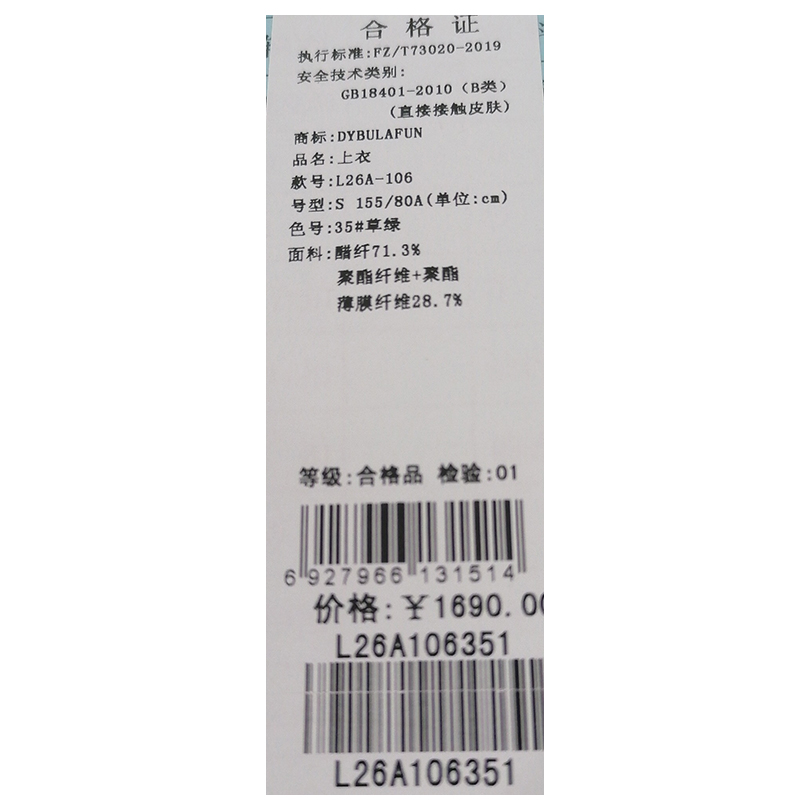 合格证
执行标准:FZ/T73020-2019
安全技术类别:
GB18401-2010（B类）
（直接接触皮肤）
商标:DYBULAFUN
品名:上衣
款号:L26A-106
号型:S 155/80A(单位:cm)
色号:35#草绿
面料:醋纤71.3%
聚酯纤维+聚酯
薄膜纤维28.7%
等级:合格品 检验:01
6 927966 131514
价格:￥1690.00
L26A106351
L26A106351